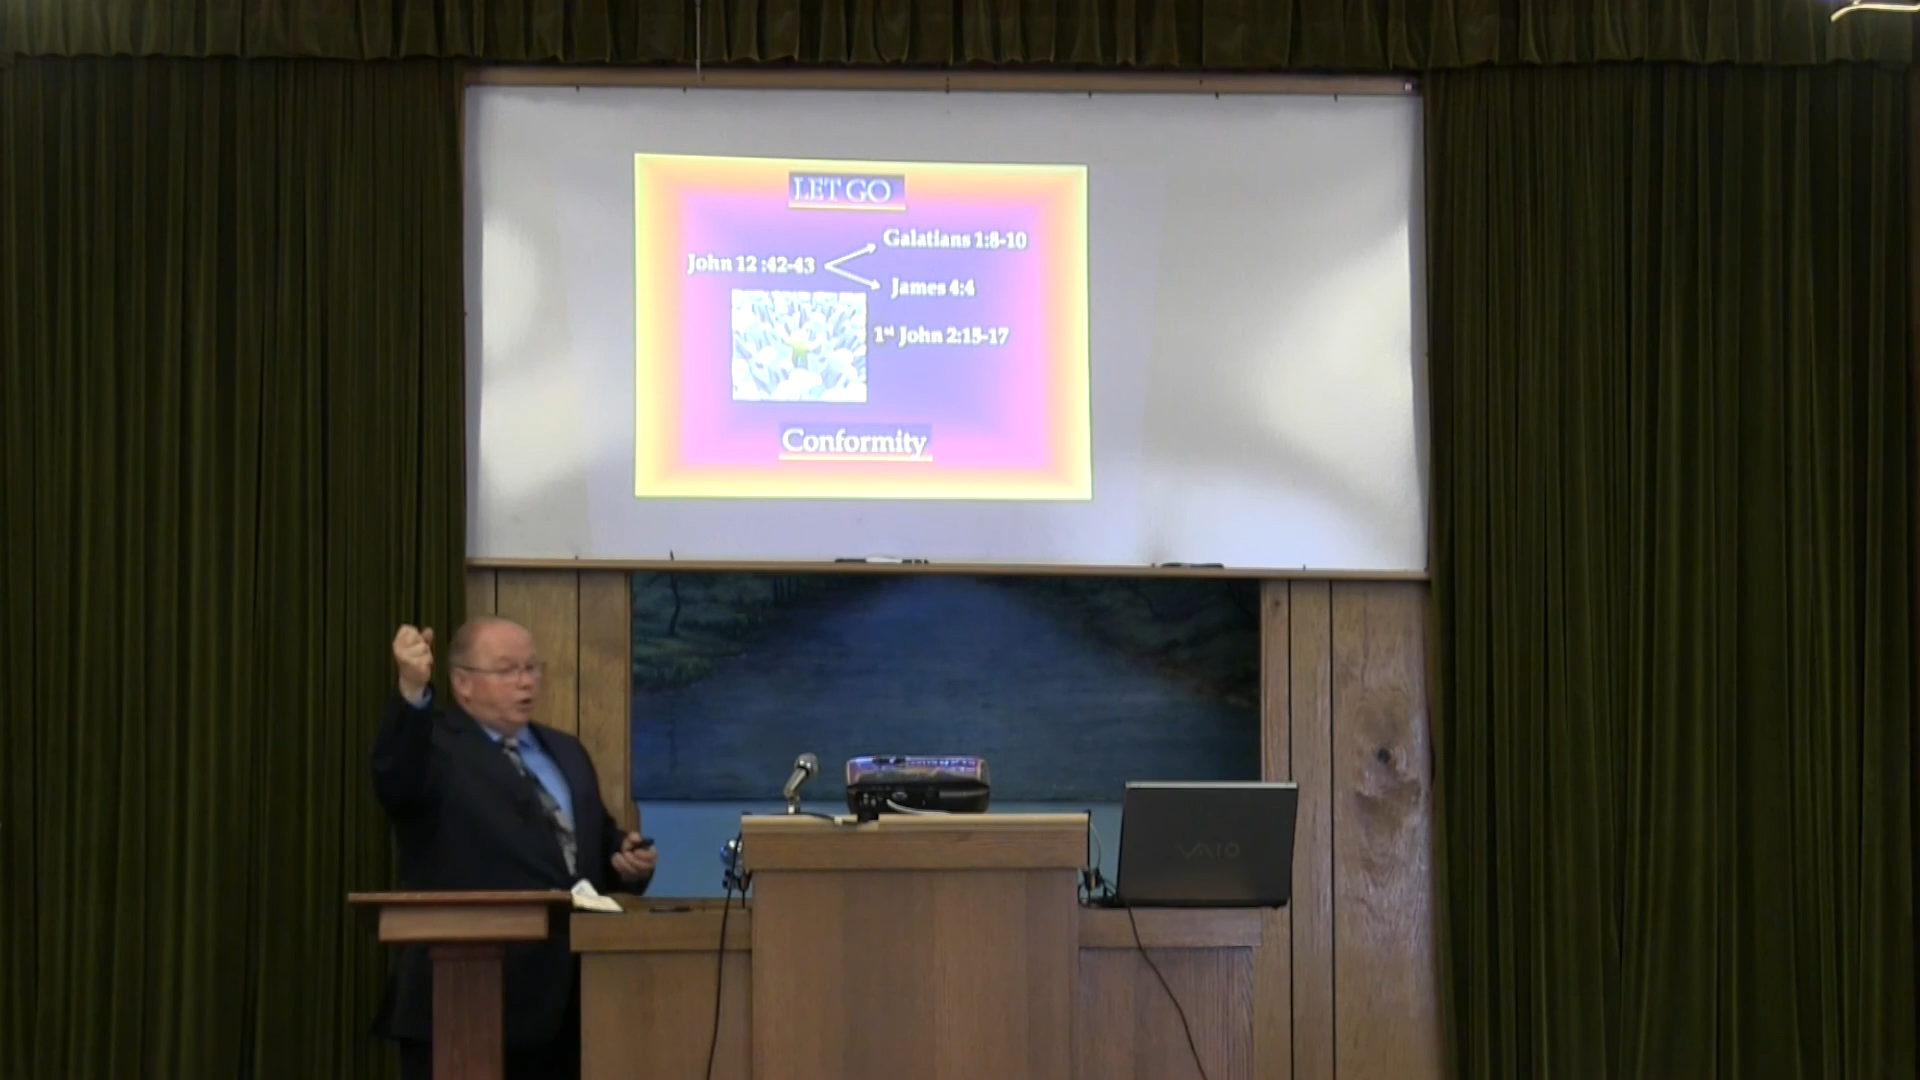 LET GO
Galatians 1:8-10
John 12 :42-43
James 4:4
1st John 2:15-17
Conformity
VAIO